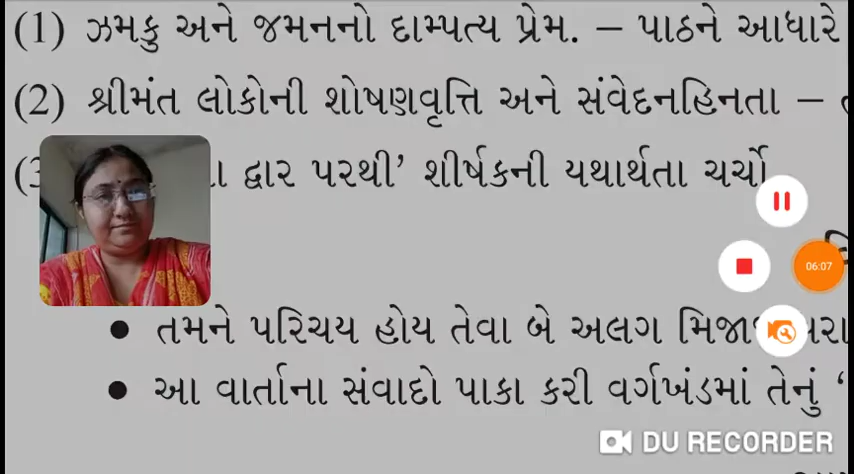 (1) ઝમકુ અને જમનનો દામ્પત્ય પ્રેમ. – પાઠને આધારે
(2) શ્રીમંત લોકોની શોષણવૃત્તિ અને સંવેદનહિનતા –
દ્વાર પરથી’ શીર્ષકની યથાર્થતા ચર્ચો
06:07
• તમને પરિચય હોય તેવા બે અલગ
• આ વાર્તાના સંવાદો પાકા કરી વર્ગખંડમાં તેનું ‘
DU RECORDER